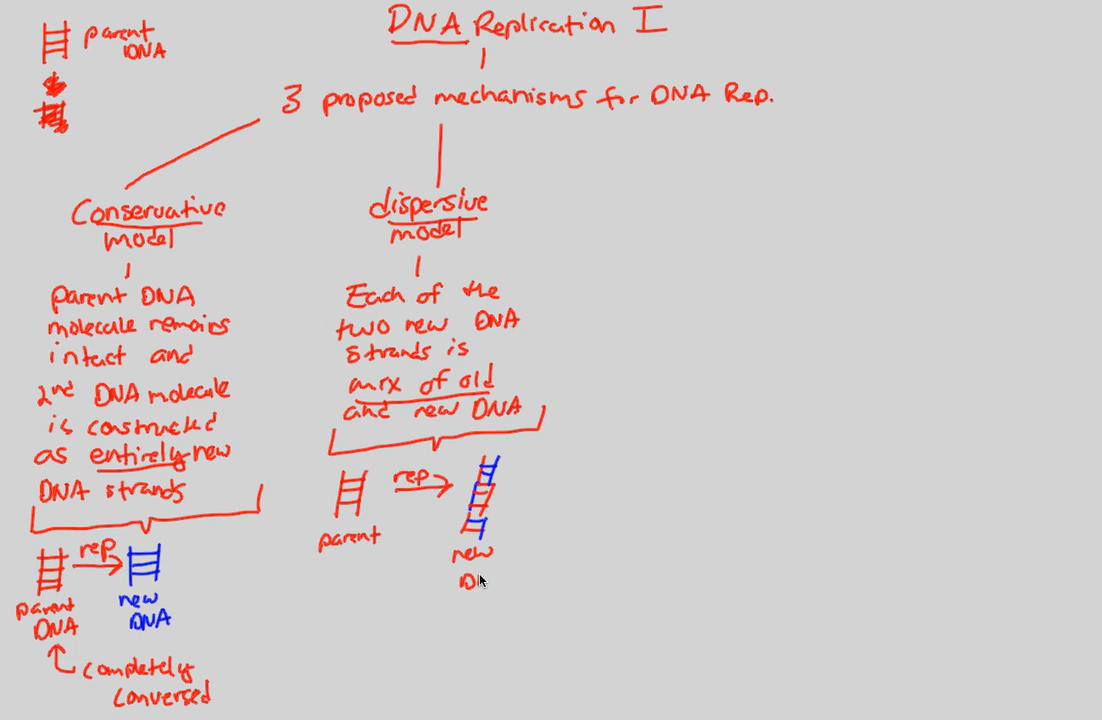 DNA Replication I
parent
DNA
3 proposed mechanisms for DNA Rep.
Conservative
model
parent DNA
molecule remains
intact and
2nd DNA molecule
is constructed
as entirely new
DNA strands
rep
parent
DNA
new
DNA
completely
conversed
dispersive
model
Each of the
two new DNA
strands is
mix of old
and new DNA
rep
parent
new